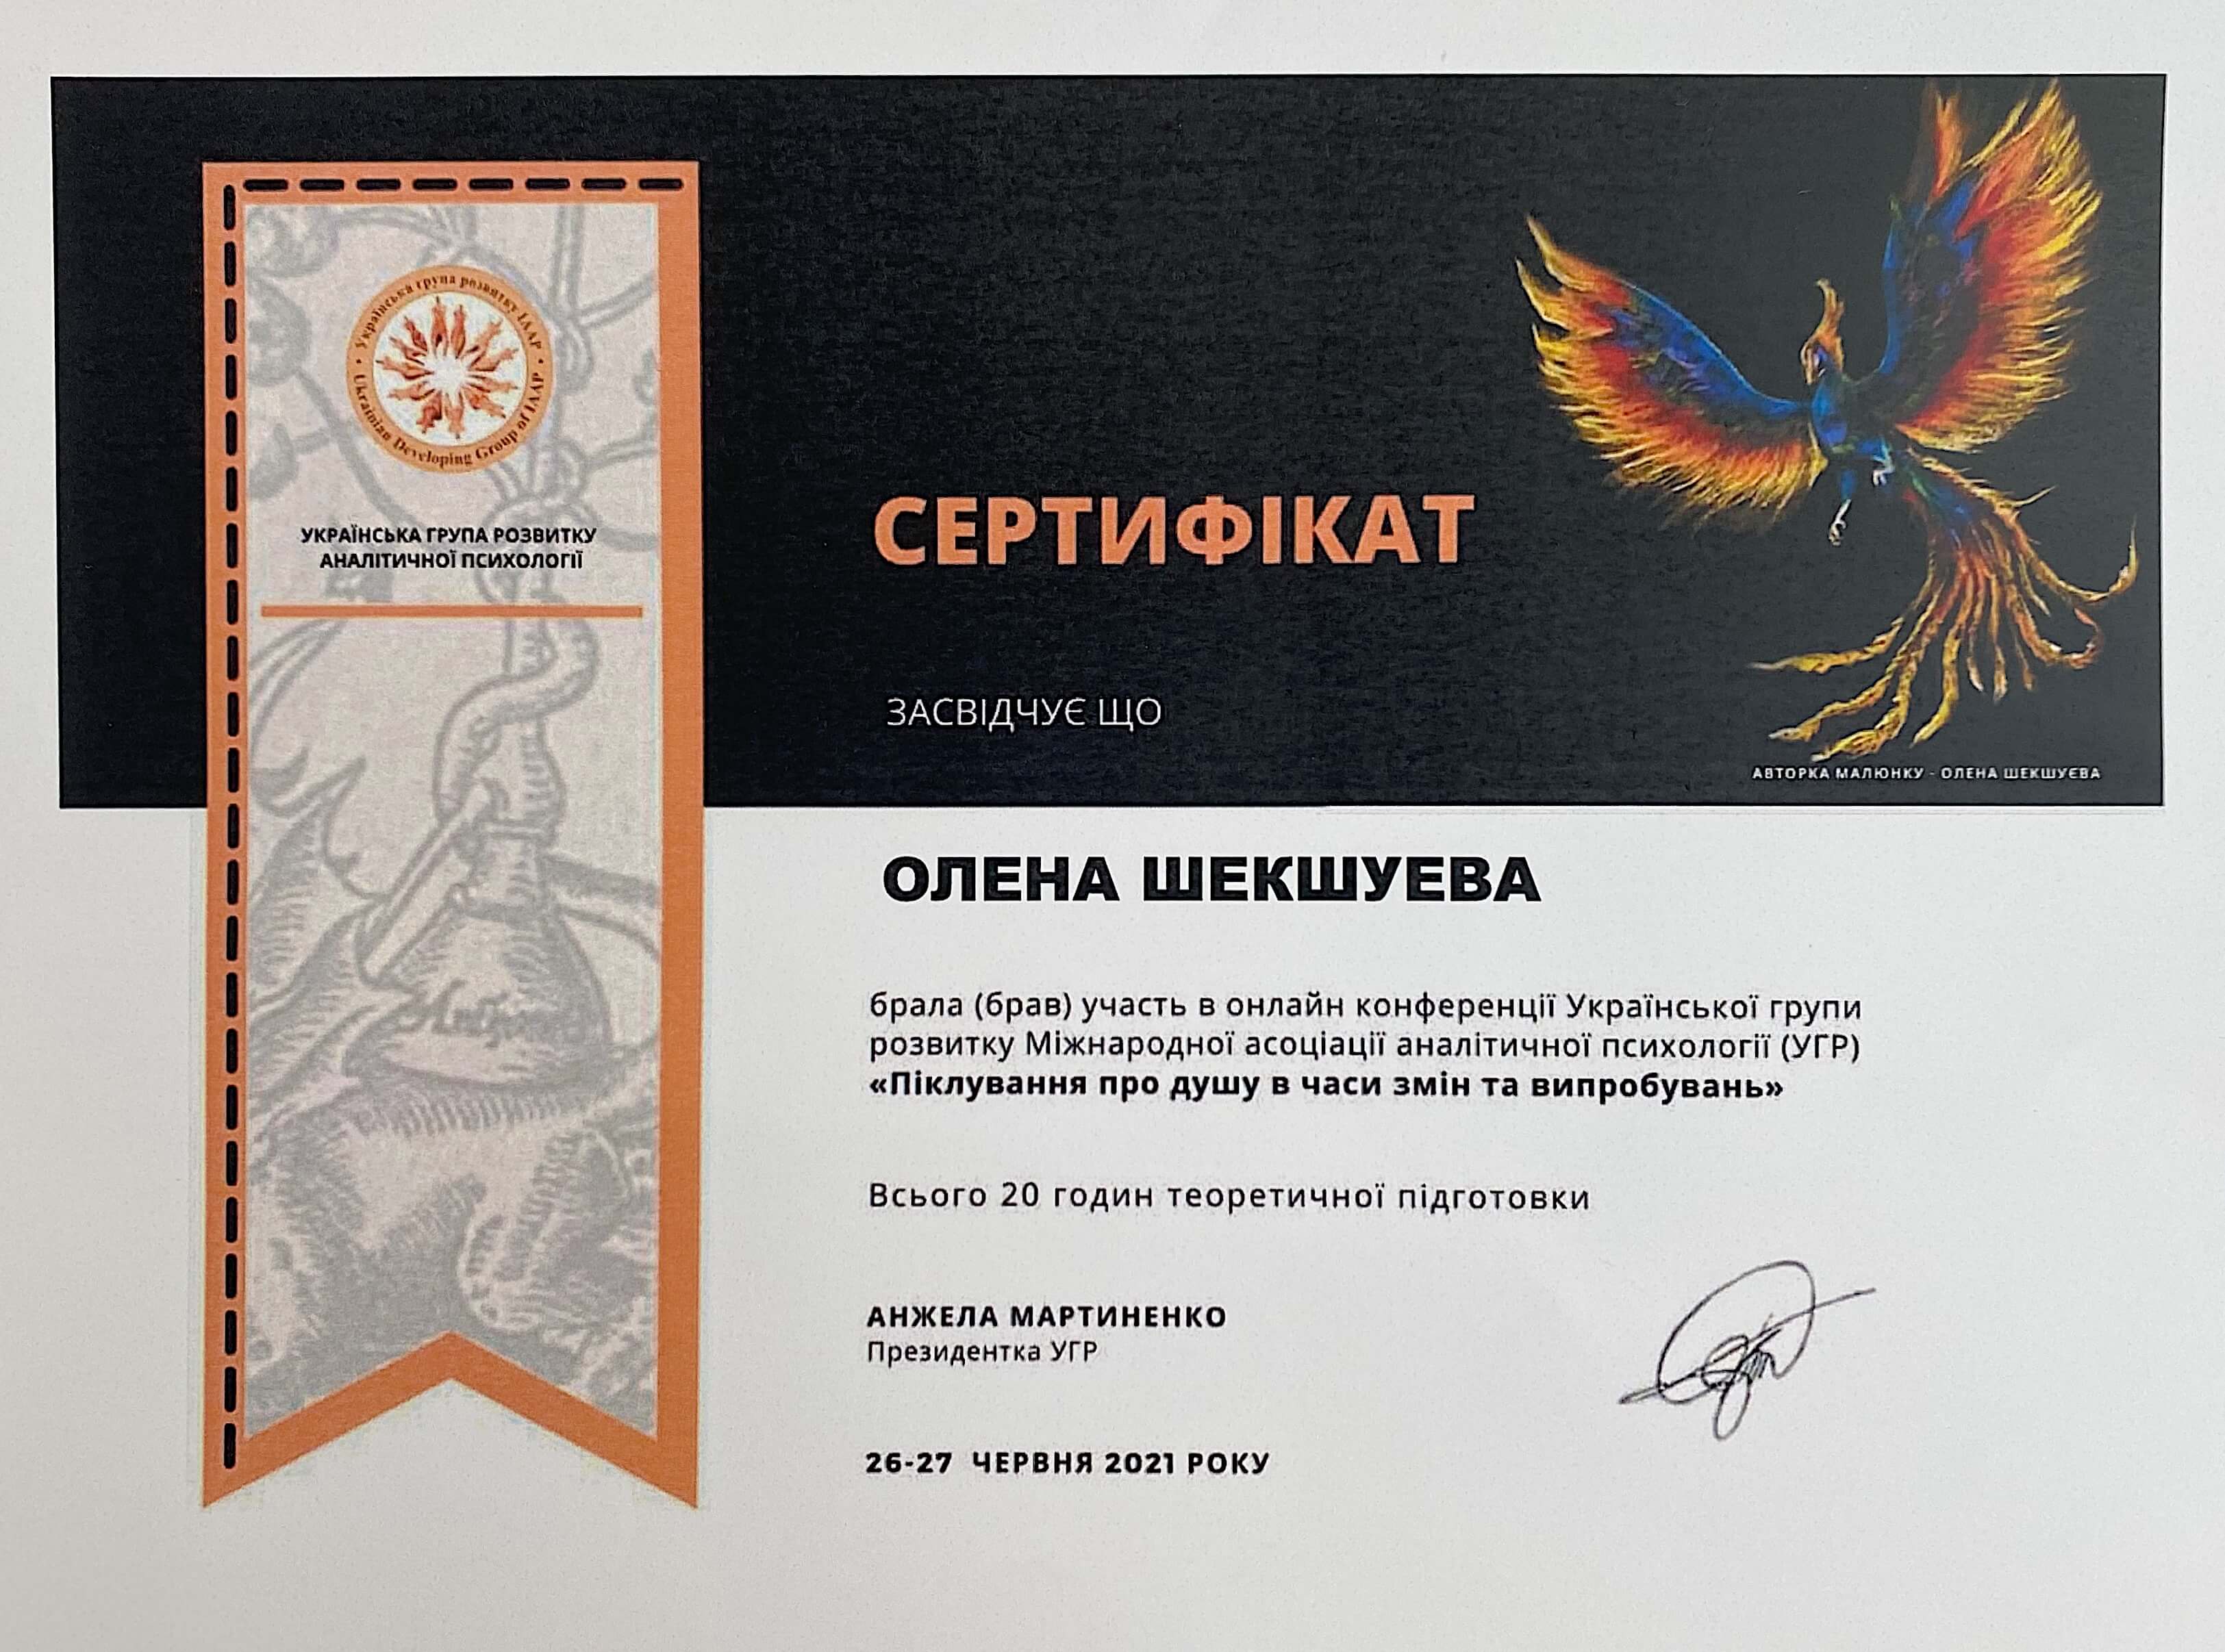 Українська група розвитку ІААР
Ukrainian Developing Group of IAAP
УКРАЇНСЬКА ГРУПА РОЗВИТКУ
АНАЛІТИЧНОЇ ПСИХОЛОГІЇ
СЕРТИФІКАТ
ЗАСВІДЧУЄ ЩО
АВТОРКА МАЛЮНКУ - ОЛЕНА ШЕКШУЄВА
ОЛЕНА ШЕКШУЕВА
брала (брав) участь в онлайн конференції Української групи
розвитку Міжнародної асоціації аналітичної психології (УГР)
«Піклування про душу в часи змін та випробувань»
Всього 20 годин теоретичної підготовки
АНЖЕЛА МАРТИНЕНКО
Президентка УГР
26-27 ЧЕРВНЯ 2021 РОКУ